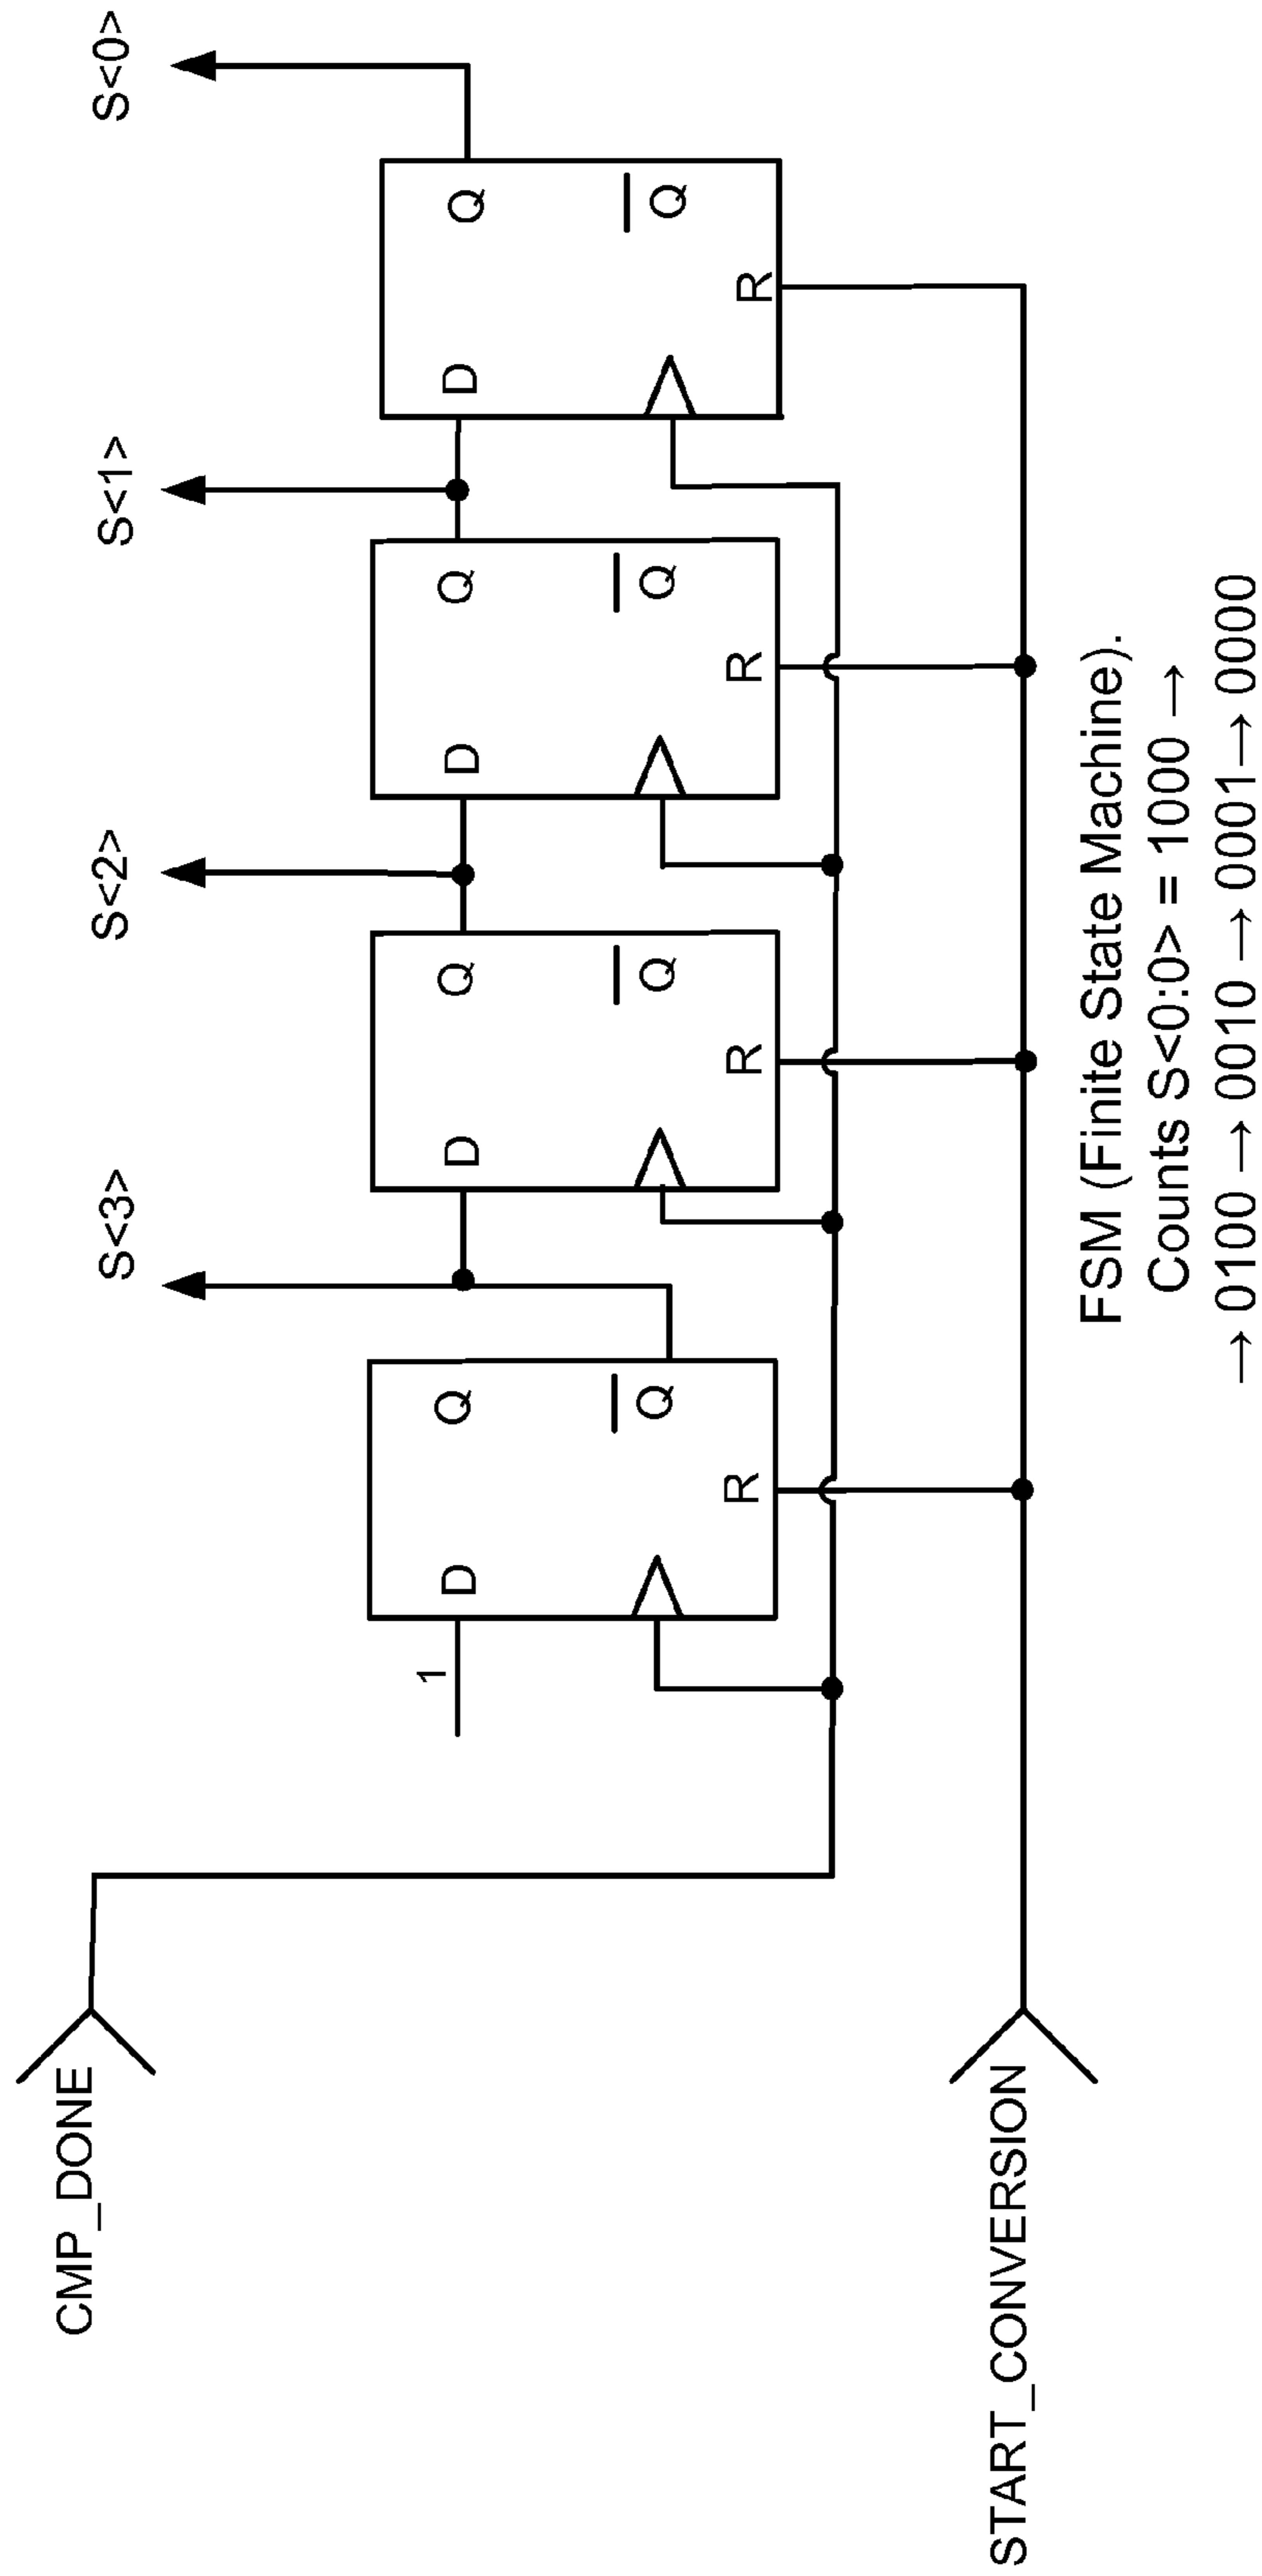 S<3>
S<2>
S<1>
S<0>
CMP_DONE
1
D
Q
Q
R
D
Q
Q
R
D
Q
Q
R
D
Q
Q
R
START_CONVERSION
FSM (Finite State Machine).
Counts S<0:0> = 1000 →
→ 0100 → 0010 → 0001→ 0000